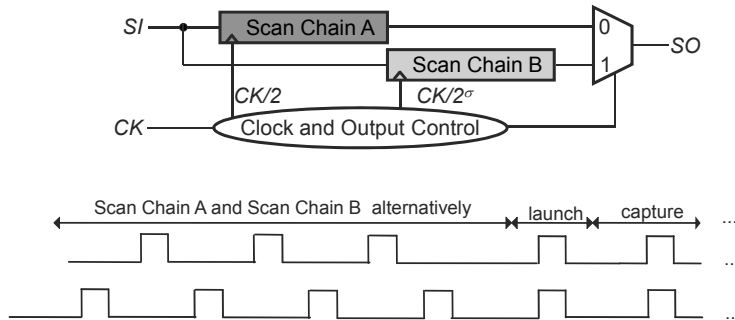 SI
Scan Chain A
0
SO
Scan Chain B
1
CK/2
CK/2σ
CK
Clock and Output Control
Scan Chain A and Scan Chain B alternatively
launch
capture
...
...
...